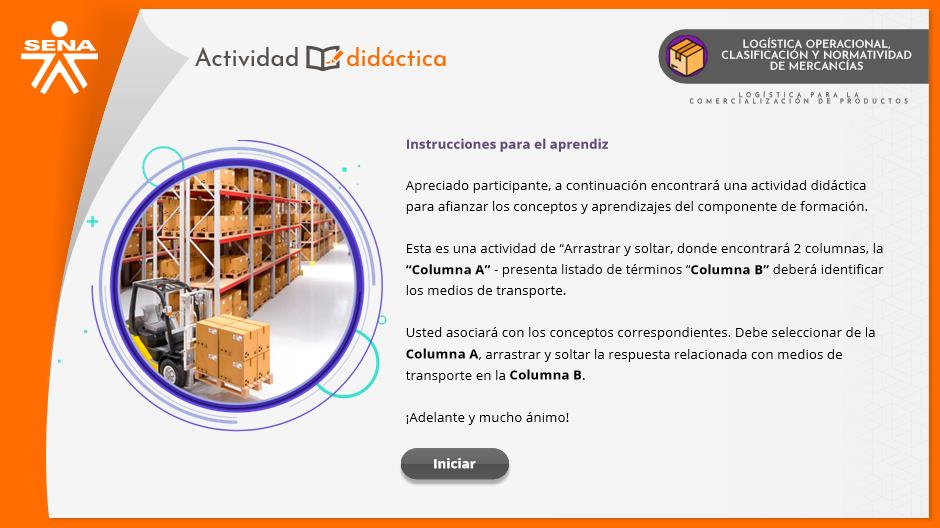 SENA
Actividad didáctica
LOGÍSTICA OPERACIONAL,
CLASIFICACIÓN Y NORMATIVIDAD
DE MERCANCÍAS
LOGÍSTICA PARA LA
COMERCIALIZACIÓN DE PRODUCTOS
Instrucciones para el aprendiz
Apreciado participante, a continuación encontrará una actividad didáctica
para afianzar los conceptos y aprendizajes del componente de formación.
Esta es una actividad de “Arrastrar y soltar, donde encontrará 2 columnas, la
“Columna A” - presenta listado de términos “Columna B” deberá identificar
los medios de transporte.
Usted asociará con los conceptos correspondientes. Debe seleccionar de la
Columna A, arrastrar y soltar la respuesta relacionada con medios de
transporte en la Columna B.
¡Adelante y mucho ánimo!
Iniciar